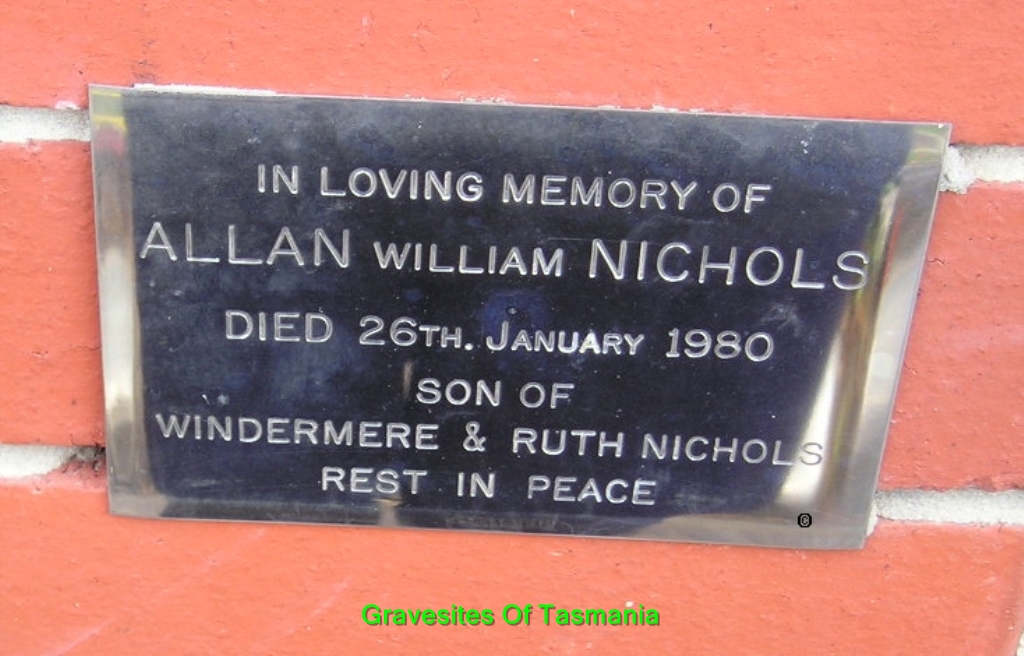 IN LOVING MEMORY OF
ALLAN WILLIAM NICHOLS
DIED 26TH. JANUARY 1980
SON OF
WINDERMERE & RUTH NICHOLS
REST IN PEACE
©
Gravesites Of Tasmania